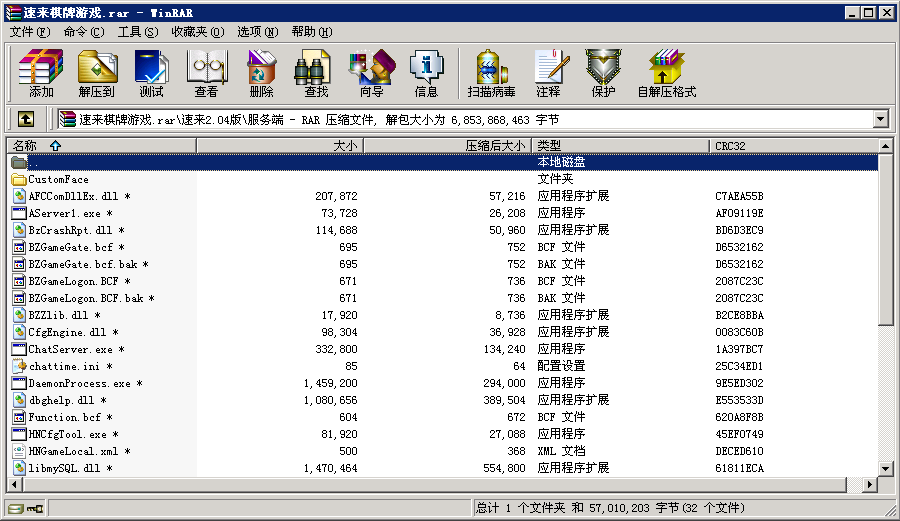 速来棋牌游戏.rar - WinRAR
文件(F) 命令(C) 工具(S) 收藏夹(O) 选项(N) 帮助(H)
添加 解压到 测试 查看 删除 查找 向导 信息 扫描病毒 注释 保护 自解压格式
速来棋牌游戏.rar\速来2.04版\服务端 - RAR 压缩文件, 解包大小为 6,853,868,463 字节
名称 大小 压缩后大小 类型 CRC32
.. 本地磁盘
CustomFace 文件夹
AFCComDllEx.dll * 207,872 57,216 应用程序扩展 C7AEA55B
AServer1.exe * 73,728 26,208 应用程序 AF09119E
BzCrashRpt.dll * 114,688 50,960 应用程序扩展 BD6D3EC9
BZGameGate.bcf * 695 752 BCF 文件 D6532162
BZGameGate.bcf.bak * 695 752 BAK 文件 D6532162
BZGameLogon.BCF * 671 736 BCF 文件 2087C23C
BZGameLogon.BCF.bak * 671 736 BAK 文件 2087C23C
BZZlib.dll * 17,920 8,736 应用程序扩展 B2CE8BBA
CfgEngine.dll * 98,304 36,928 应用程序扩展 0083C60B
ChatServer.exe * 332,800 134,240 应用程序 1A397BC7
chattime.ini * 85 64 配置设置 25C34ED1
DaemonProcess.exe * 1,459,200 294,000 应用程序 9E5ED302
dbghelp.dll * 1,080,656 389,504 应用程序扩展 E553533D
Function.bcf * 604 672 BCF 文件 620A8F8B
HNCfgTool.exe * 81,920 27,088 应用程序 45EF0749
HNGameLocal.xml * 500 368 XML 文档 DECED610
libmySQL.dll * 1,470,464 554,800 应用程序扩展 61811ECA
总计 1 个文件夹 和 57,010,203 字节(32 个文件)